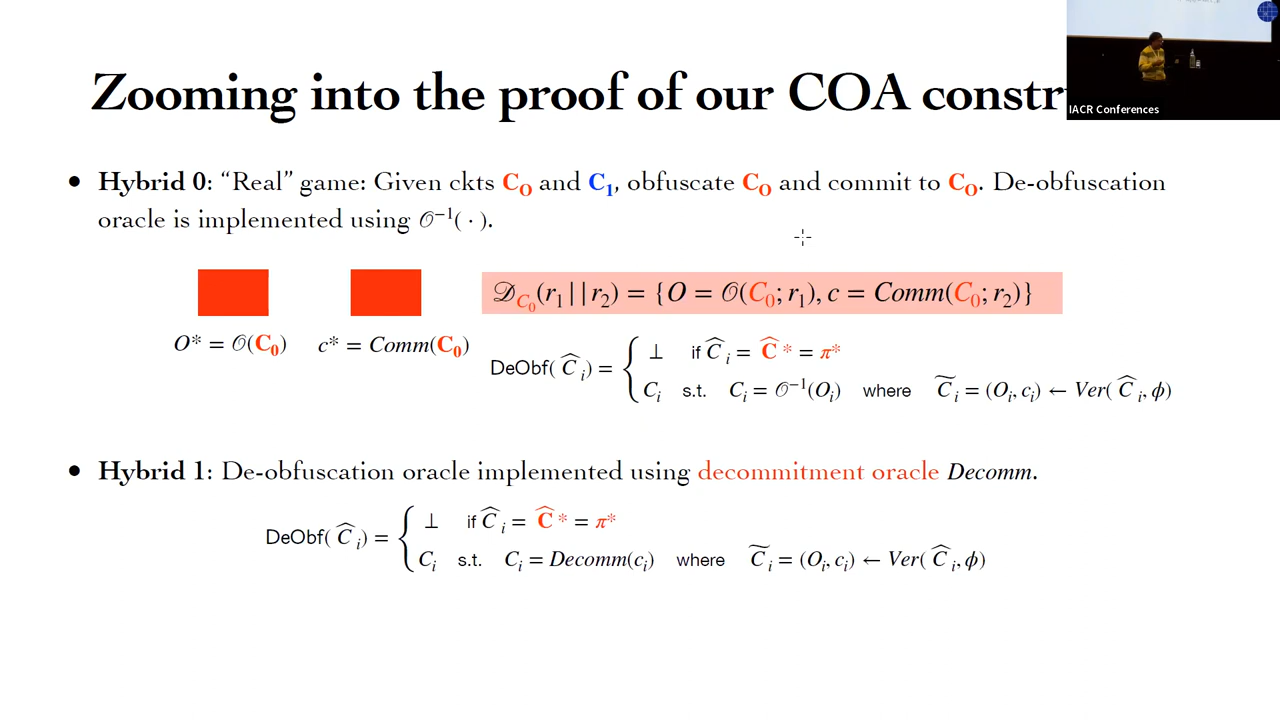 Zooming into the proof of our COA constr
IACR Conferences
• Hybrid 0: “Real” game: Given ckts C₀ and C₁, obfuscate C₀ and commit to C₀. De-obfuscation
oracle is implemented using 𝒪⁻¹( · ).
𝒟_C₀(r₁||r₂) = {O = 𝒪(C₀; r₁), c = Comm(C₀; r₂)}
O* = 𝒪(C₀) c* = Comm(C₀)
DeObf(Ĉᵢ) = { ⊥ if Ĉᵢ = Ĉ* = π*
Cᵢ s.t. Cᵢ = 𝒪⁻¹(Oᵢ) where C̃ᵢ = (Oᵢ, cᵢ) ← Ver(Ĉᵢ, ϕ)
• Hybrid 1: De-obfuscation oracle implemented using decommitment oracle Decomm.
DeObf(Ĉᵢ) = { ⊥ if Ĉᵢ = Ĉ* = π*
Cᵢ s.t. Cᵢ = Decomm(cᵢ) where C̃ᵢ = (Oᵢ, cᵢ) ← Ver(Ĉᵢ, ϕ)